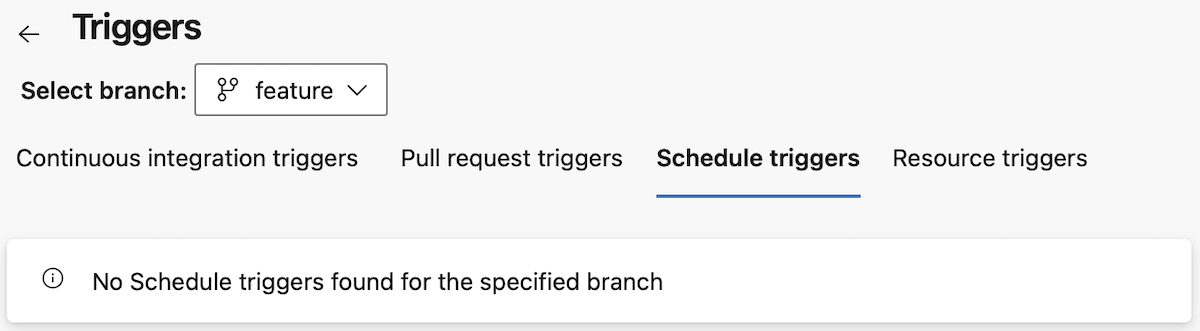 Triggers
Select branch: feature
Continuous integration triggers Pull request triggers Schedule triggers Resource triggers
No Schedule triggers found for the specified branch